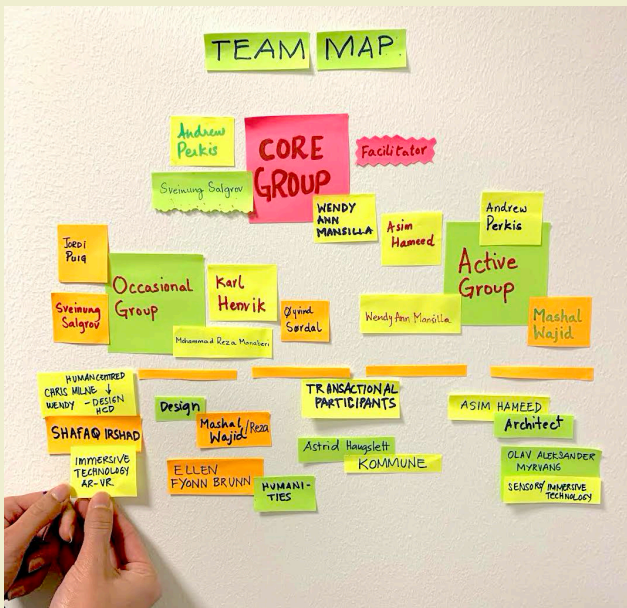 TEAM MAP.
Andrew
Perkis
CORE
GROUP
Facilitator
Sveinung Salgrov
WENDY
ANN
MANSILLA
Asim
Hameed
Andrew
Perkis
Jordi
Puig
Occasional
Group
Karl
Henvik
Active
Group
Sveinung
Salgrov
Øyvind
Sørdal
Wendy Ann Mansilla
Mashal
Wajid
Mohammad Reza
HUMAN CENTRED
CHRIS MILNE ↓
WENDY - DESIGN
HCD
Design
TRANSACTIONAL
PARTICIPANTS
ASIM HAMEED
Architect
SHAFAQ IRSHAD
Mashal
Wajid/Reza
Astrid Haugslett
KOMMUNE
IMMERSIVE
TECHNOLOGY
AR-VR
ELLEN
FYONN BRUNN
HUMANI-
TIES
OLAV ALEKSANDER
MYRVANG
SENSORS/IMMERSIVE
TECHNOLOGY